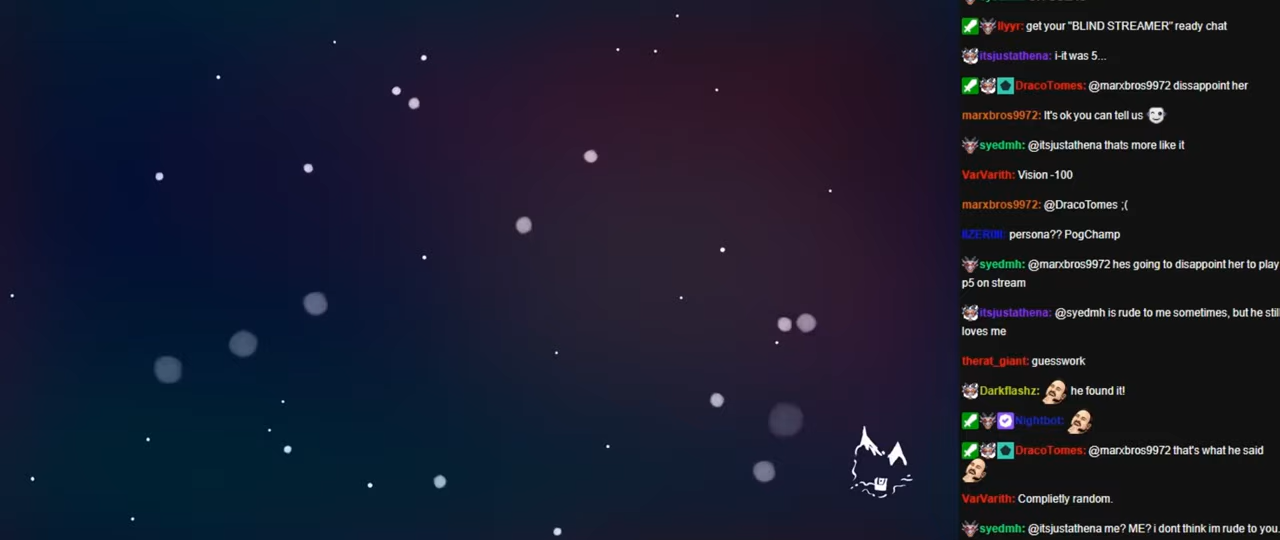 llyyr: get your "BLIND STREAMER" ready chat
itsjustathena: i-it was 5...
DracoTomes: @marxbros9972 dissappoint her
marxbros9972: It's ok you can tell us
syedmh: @itsjustathena thats more like it
VarVarith: Vision -100
marxbros9972: @DracoTomes ;(
persona?? PogChamp
syedmh: @marxbros9972 hes going to disappoint her to play
p5 on stream
itsjustathena: @syedmh is rude to me sometimes, but he still
loves me
therat_giant: guesswork
Darkflashz: he found it!
Nightbot:
DracoTomes: @marxbros9972 that's what he said
VarVarith: Complietly random.
syedmh: @itsjustathena me? ME? i dont think im rude to you.